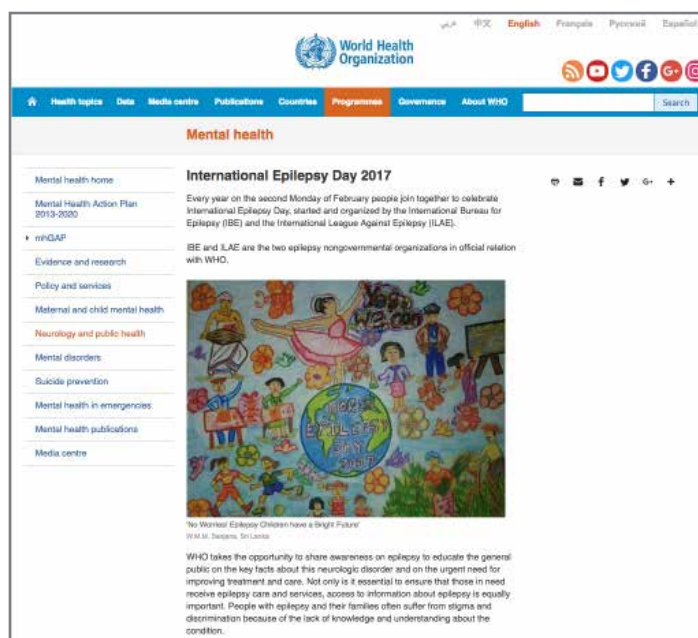 عربي 中文 English Français Русский Español
World Health
Organization
Health topics Data Media centre Publications Countries Programmes Governance About WHO Search
Mental health
Mental health home
Mental Health Action Plan
2013-2020
mhGAP
Evidence and research
Policy and services
Maternal and child mental health
Neurology and public health
Mental disorders
Suicide prevention
Mental health in emergencies
Mental health publications
Media centre
International Epilepsy Day 2017
Every year on the second Monday of February people join together to celebrate
International Epilepsy Day, started and organized by the International Bureau for
Epilepsy (IBE) and the International League Against Epilepsy (ILAE).
IBE and ILAE are the two epilepsy nongovernmental organizations in official relation
with WHO.
Yes
We Can
EPILEPSY
DAY
2017
'No Worries! Epilepsy Children have a Bright Future'
W.M.M. Sanjana, Sri Lanka
WHO takes the opportunity to share awareness on epilepsy to educate the general
public on the key facts about this neurologic disorder and on the urgent need for
improving treatment and care. Not only is it essential to ensure that those in need
receive epilepsy care and services, access to information about epilepsy is equally
important. People with epilepsy and their families often suffer from stigma and
discrimination because of the lack of knowledge and understanding about the
condition.